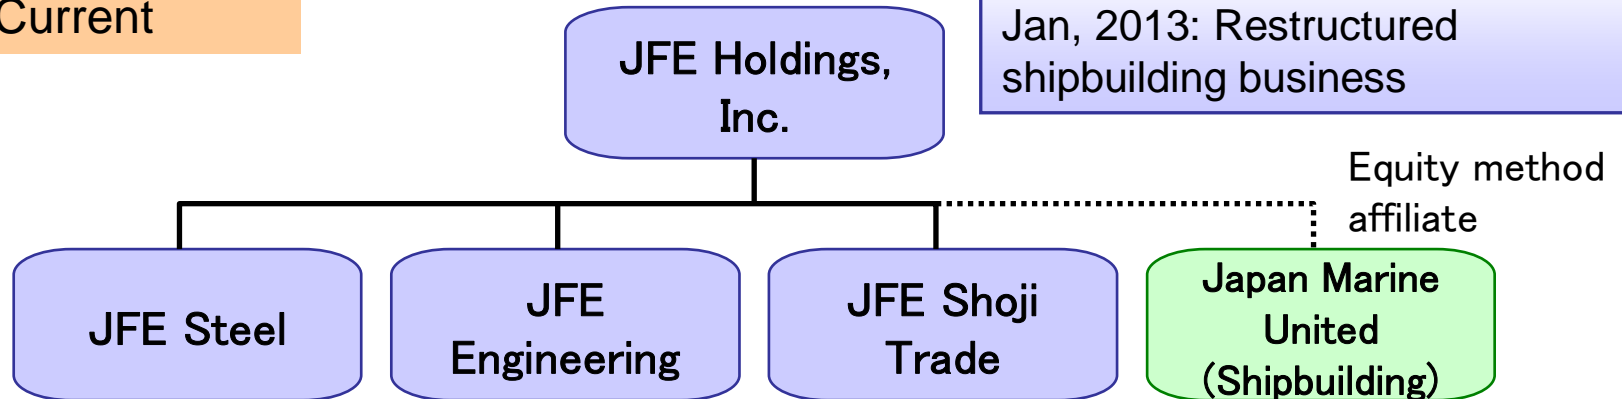 Current
JFE Holdings,
Inc.
Jan, 2013: Restructured
shipbuilding business
Equity method
affiliate
JFE Steel
JFE
Engineering
JFE Shoji
Trade
Japan Marine
United
(Shipbuilding)